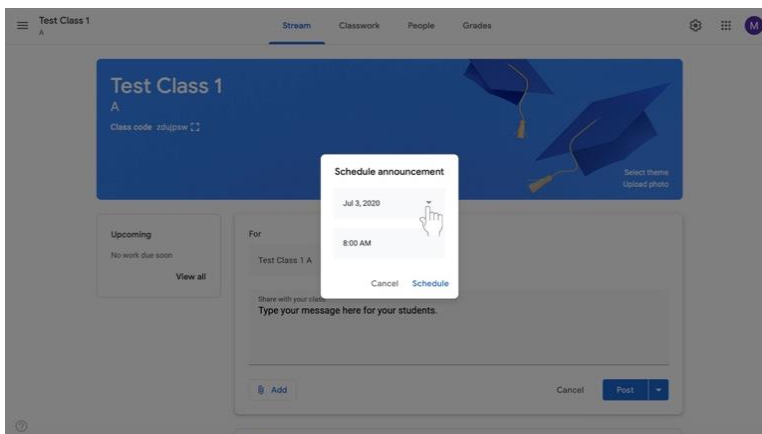 Test Class 1
A
Stream Classwork People Grades
M
Test Class 1
A
Class code zdujpsw
Select theme
Upload photo
Schedule announcement
Jul 3, 2020
8:00 AM
Cancel Schedule
Upcoming
No work due soon
View all
For
Test Class 1 A
Share with your class
Type your message here for your students.
Add
Cancel Post